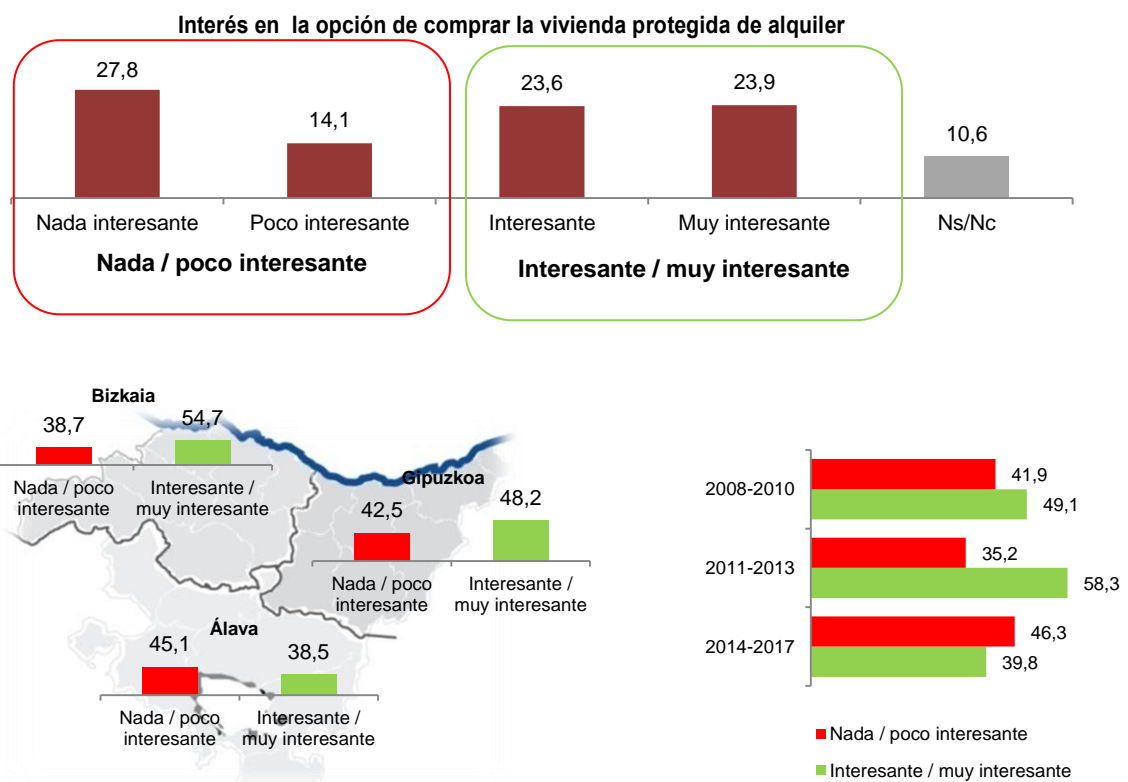 Interés en la opción de comprar la vivienda protegida de alquiler
27,8
14,1
23,6
23,9
10,6
Nada interesante
Poco interesante
Interesante
Muy interesante
Ns/Nc
Nada / poco interesante
Interesante / muy interesante
Bizkaia
38,7
54,7
Nada / poco
interesante
Interesante /
muy interesante
Gipuzkoa
42,5
48,2
Nada / poco
interesante
Interesante /
muy interesante
Álava
45,1
38,5
Nada / poco
interesante
Interesante /
muy interesante
2008-2010
41,9
49,1
2011-2013
35,2
58,3
2014-2017
46,3
39,8
Nada / poco interesante
Interesante / muy interesante